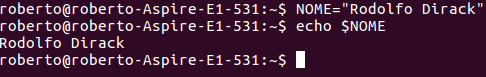 roberto@roberto-Aspire-E1-531:~$ NOME="Rodolfo Dirack"
roberto@roberto-Aspire-E1-531:~$ echo $NOME
Rodolfo Dirack
roberto@roberto-Aspire-E1-531:~$